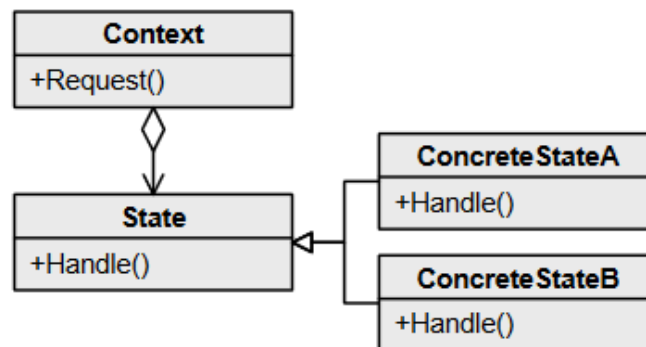 Context
+Request()
State
+Handle()
ConcreteStateA
+Handle()
ConcreteStateB
+Handle()